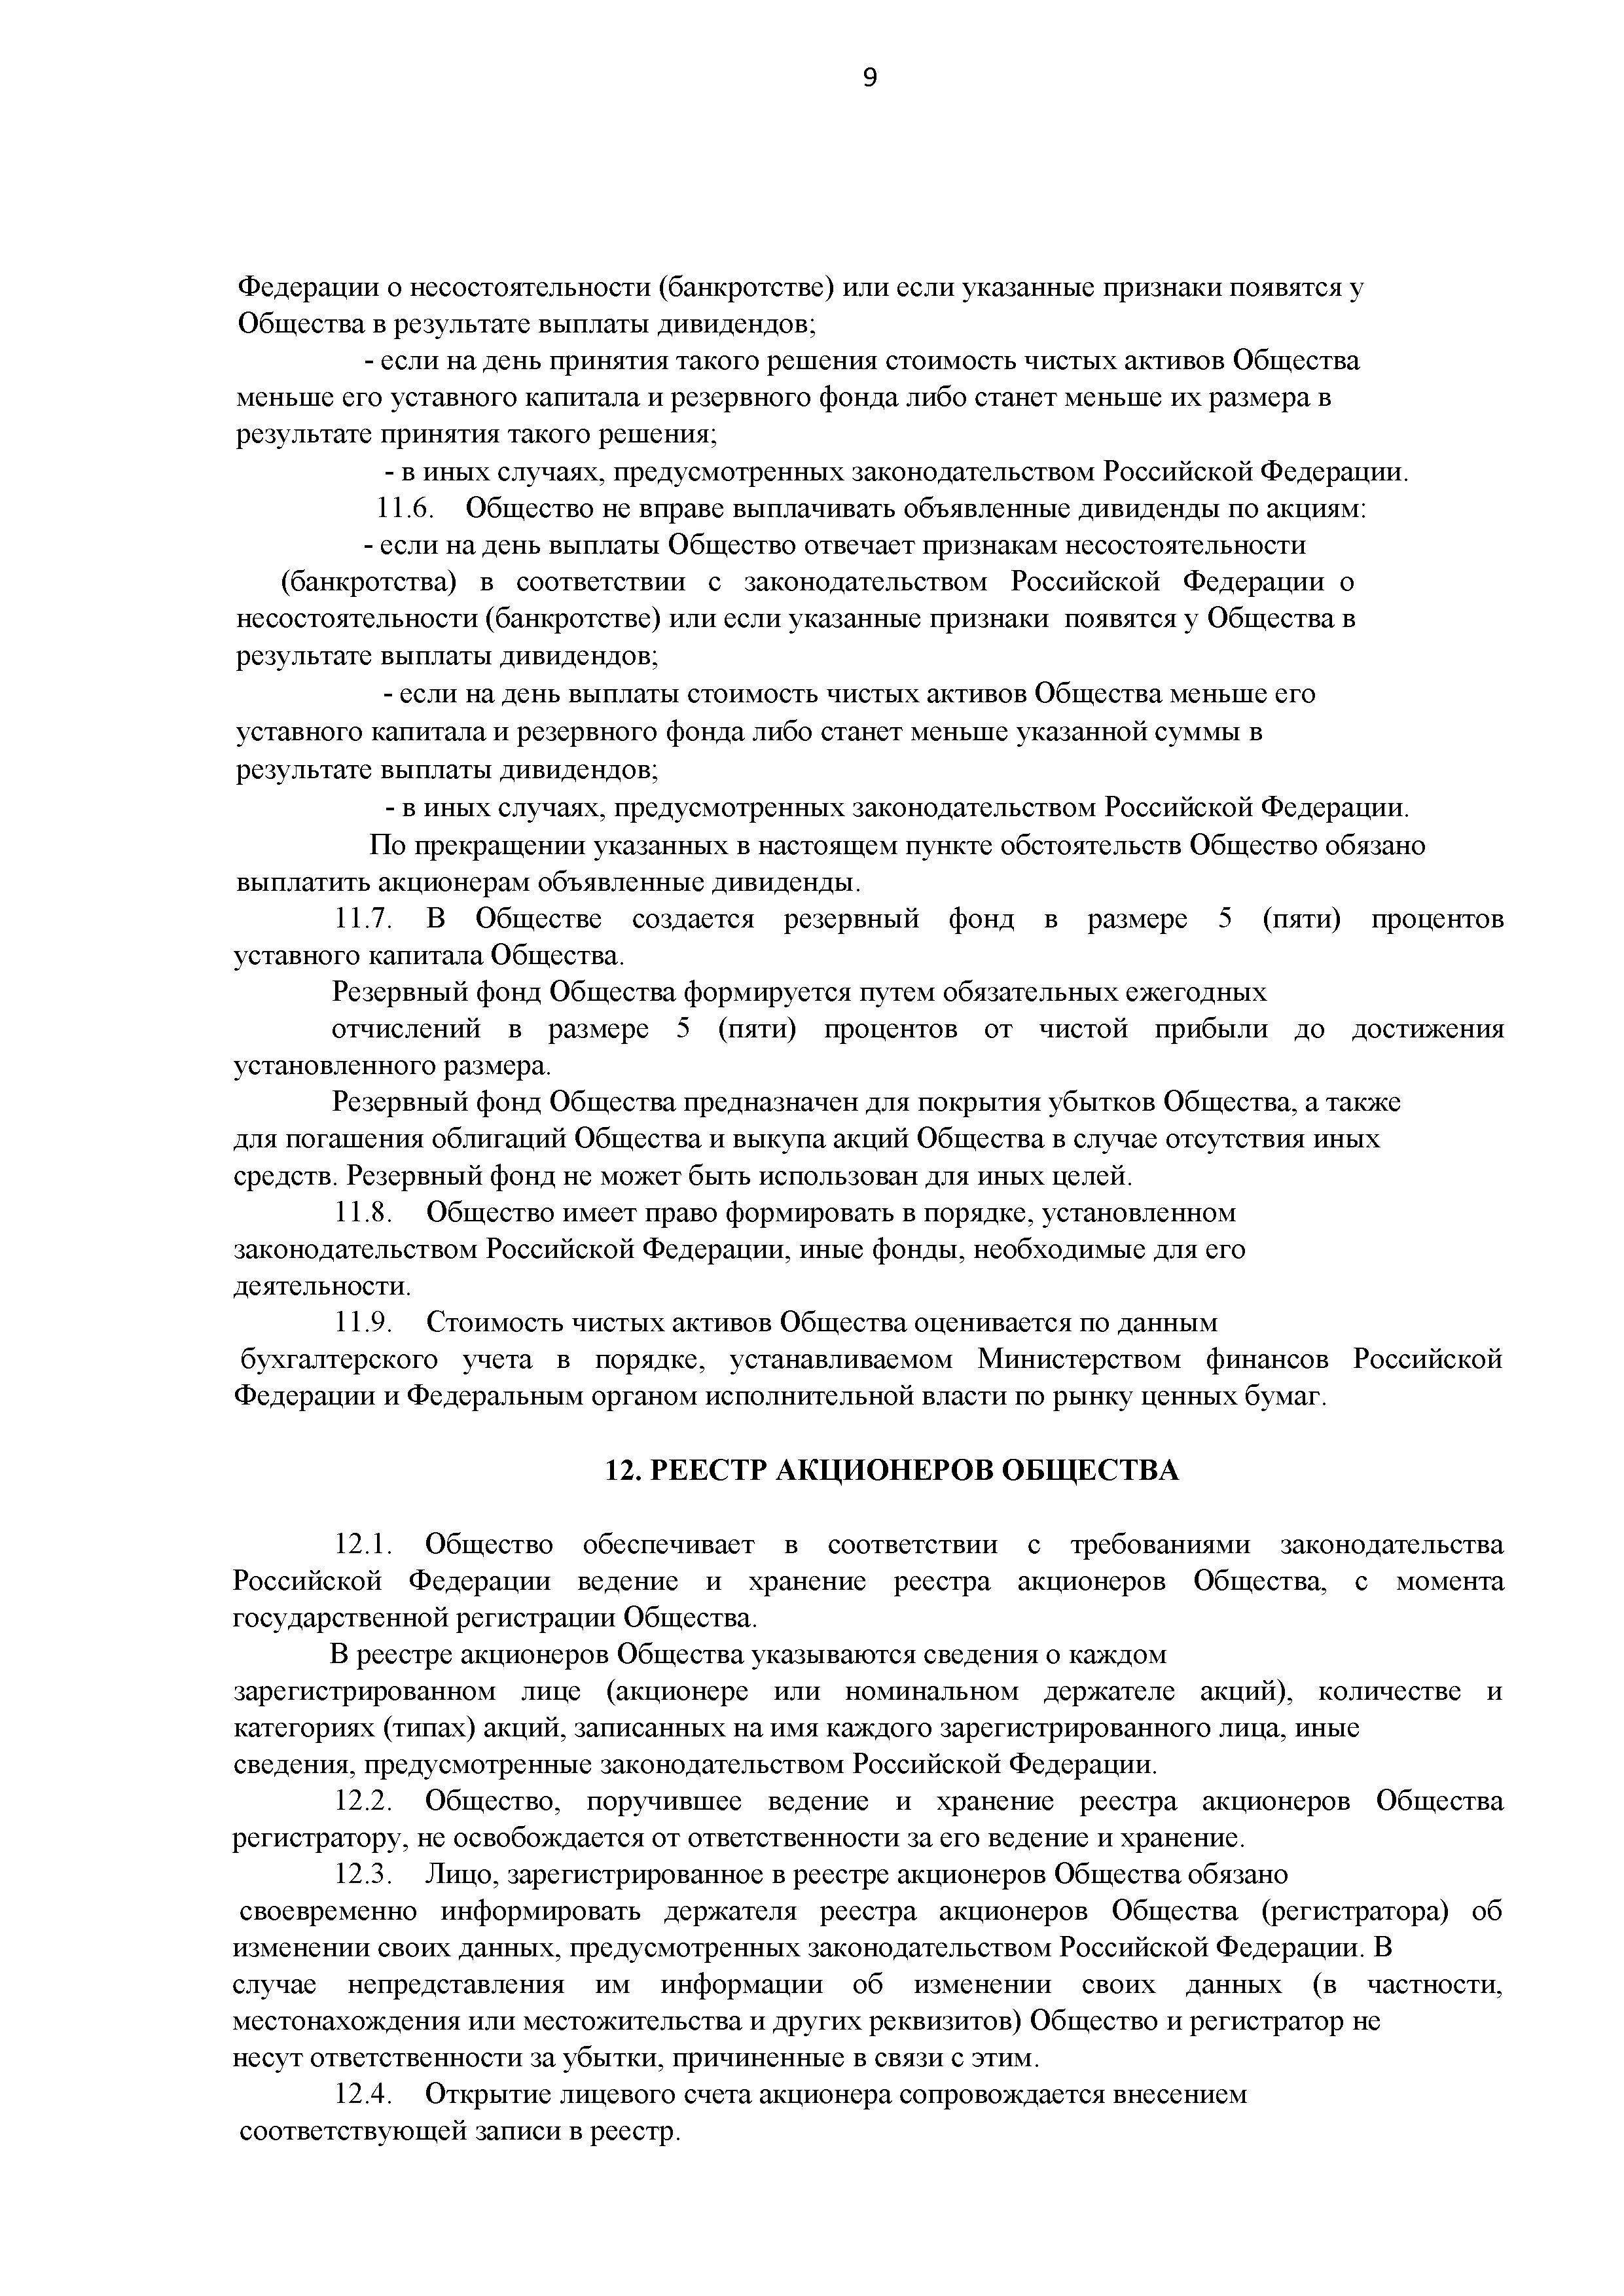 9
Федерации о несостоятельности (банкротстве) или если указанные признаки появятся у
Общества в результате выплаты дивидендов;
- если на день принятия такого решения стоимость чистых активов Общества
меньше его уставного капитала и резервного фонда либо станет меньше их размера в
результате принятия такого решения;
- в иных случаях, предусмотренных законодательством Российской Федерации.
11.6. Общество не вправе выплачивать объявленные дивиденды по акциям:
- если на день выплаты Общество отвечает признакам несостоятельности
(банкротства) в соответствии с законодательством Российской Федерации о
несостоятельности (банкротстве) или если указанные признаки появятся у Общества в
результате выплаты дивидендов;
- если на день выплаты стоимость чистых активов Общества меньше его
уставного капитала и резервного фонда либо станет меньше указанной суммы в
результате выплаты дивидендов;
- в иных случаях, предусмотренных законодательством Российской Федерации.
По прекращении указанных в настоящем пункте обстоятельств Общество обязано
выплатить акционерам объявленные дивиденды.
11.7. В Обществе создается резервный фонд в размере 5 (пяти) процентов
уставного капитала Общества.
Резервный фонд Общества формируется путем обязательных ежегодных
отчислений в размере 5 (пяти) процентов от чистой прибыли до достижения
установленного размера.
Резервный фонд Общества предназначен для покрытия убытков Общества, а также
для погашения облигаций Общества и выкупа акций Общества в случае отсутствия иных
средств. Резервный фонд не может быть использован для иных целей.
11.8. Общество имеет право формировать в порядке, установленном
законодательством Российской Федерации, иные фонды, необходимые для его
деятельности.
11.9. Стоимость чистых активов Общества оценивается по данным
бухгалтерского учета в порядке, устанавливаемом Министерством финансов Российской
Федерации и Федеральным органом исполнительной власти по рынку ценных бумаг.
12. РЕЕСТР АКЦИОНЕРОВ ОБЩЕСТВА
12.1. Общество обеспечивает в соответствии с требованиями законодательства
Российской Федерации ведение и хранение реестра акционеров Общества, с момента
государственной регистрации Общества.
В реестре акционеров Общества указываются сведения о каждом
зарегистрированном лице (акционере или номинальном держателе акций), количестве и
категориях (типах) акций, записанных на имя каждого зарегистрированного лица, иные
сведения, предусмотренные законодательством Российской Федерации.
12.2. Общество, поручившее ведение и хранение реестра акционеров Общества
регистратору, не освобождается от ответственности за его ведение и хранение.
12.3. Лицо, зарегистрированное в реестре акционеров Общества обязано
своевременно информировать держателя реестра акционеров Общества (регистратора) об
изменении своих данных, предусмотренных законодательством Российской Федерации. В
случае непредставления им информации об изменении своих данных (в частности,
местонахождения или местожительства и других реквизитов) Общество и регистратор не
несут ответственности за убытки, причиненные в связи с этим.
12.4. Открытие лицевого счета акционера сопровождается внесением
соответствующей записи в реестр.